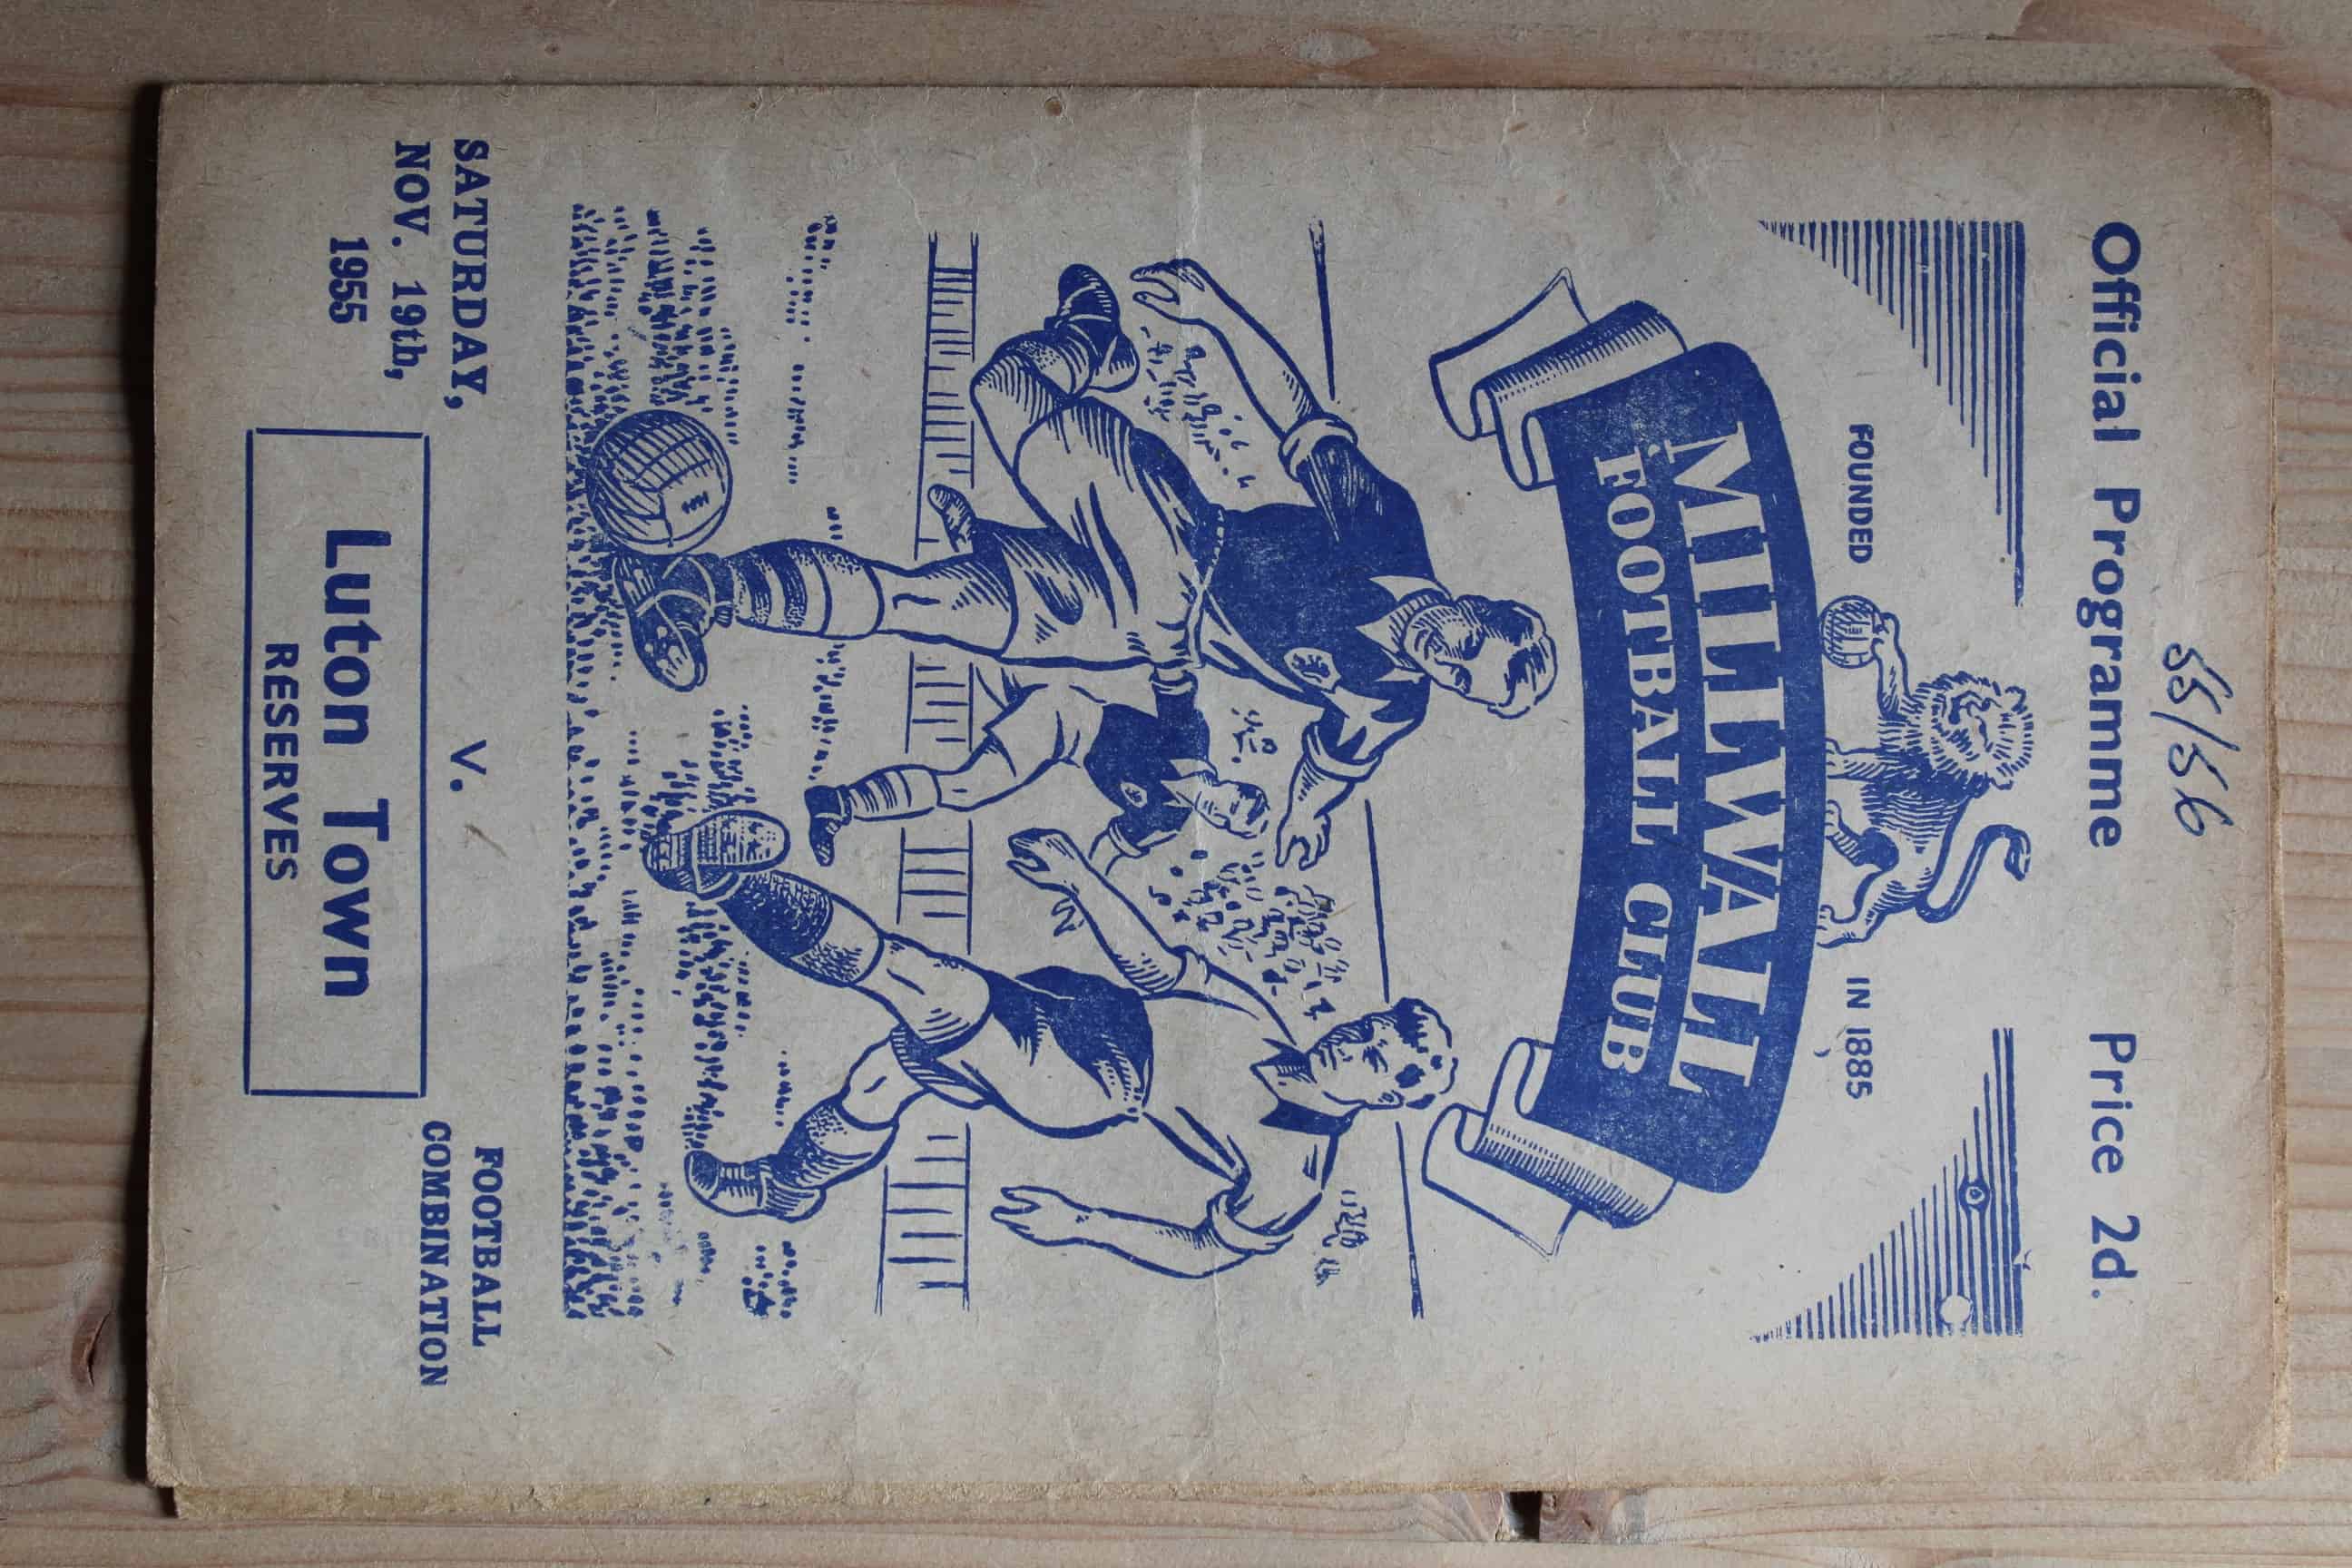 55/56
Official Programme Price 2d.
FOUNDED IN 1885
MILLWALL
FOOTBALL CLUB
SATURDAY,
NOV. 19th,
1955
V.
FOOTBALL
COMBINATION
Luton Town
RESERVES